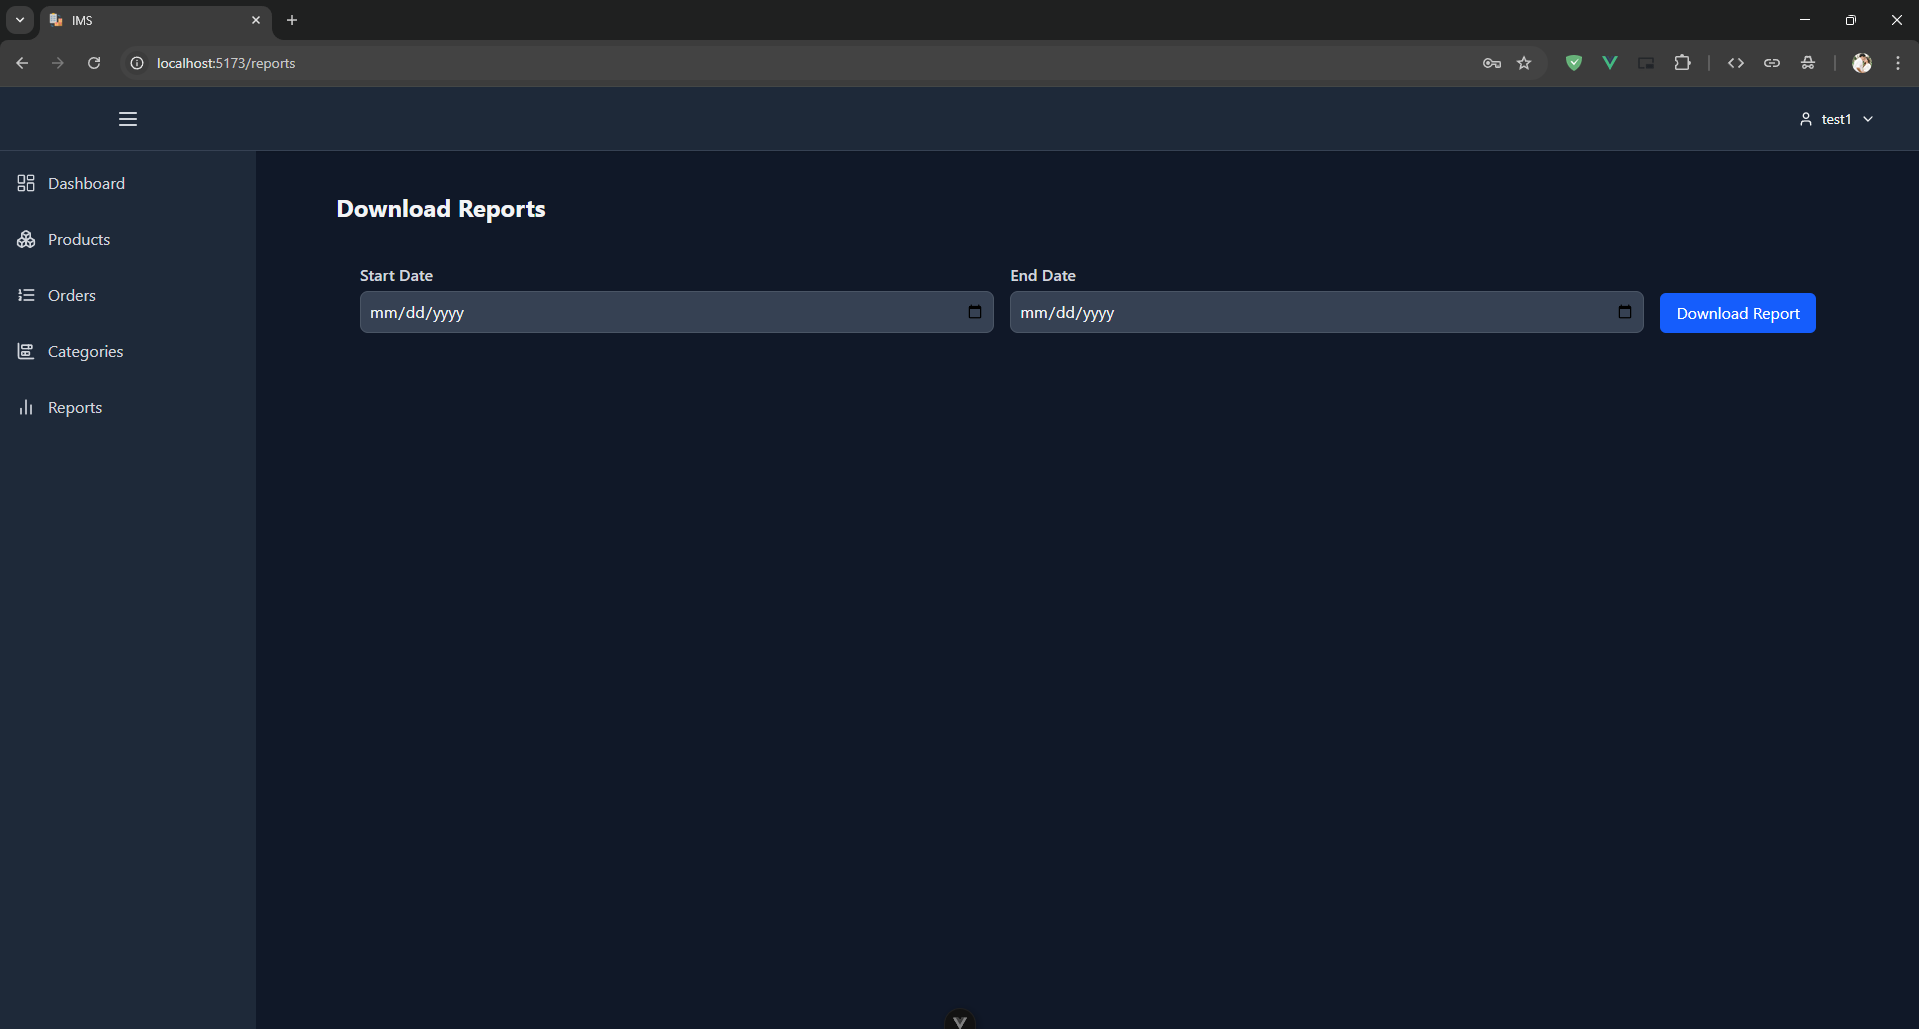 IMS
localhost:5173/reports
test1
Dashboard
Products
Orders
Categories
Reports
Download Reports
Start Date
End Date
mm/dd/yyyy
mm/dd/yyyy
Download Report